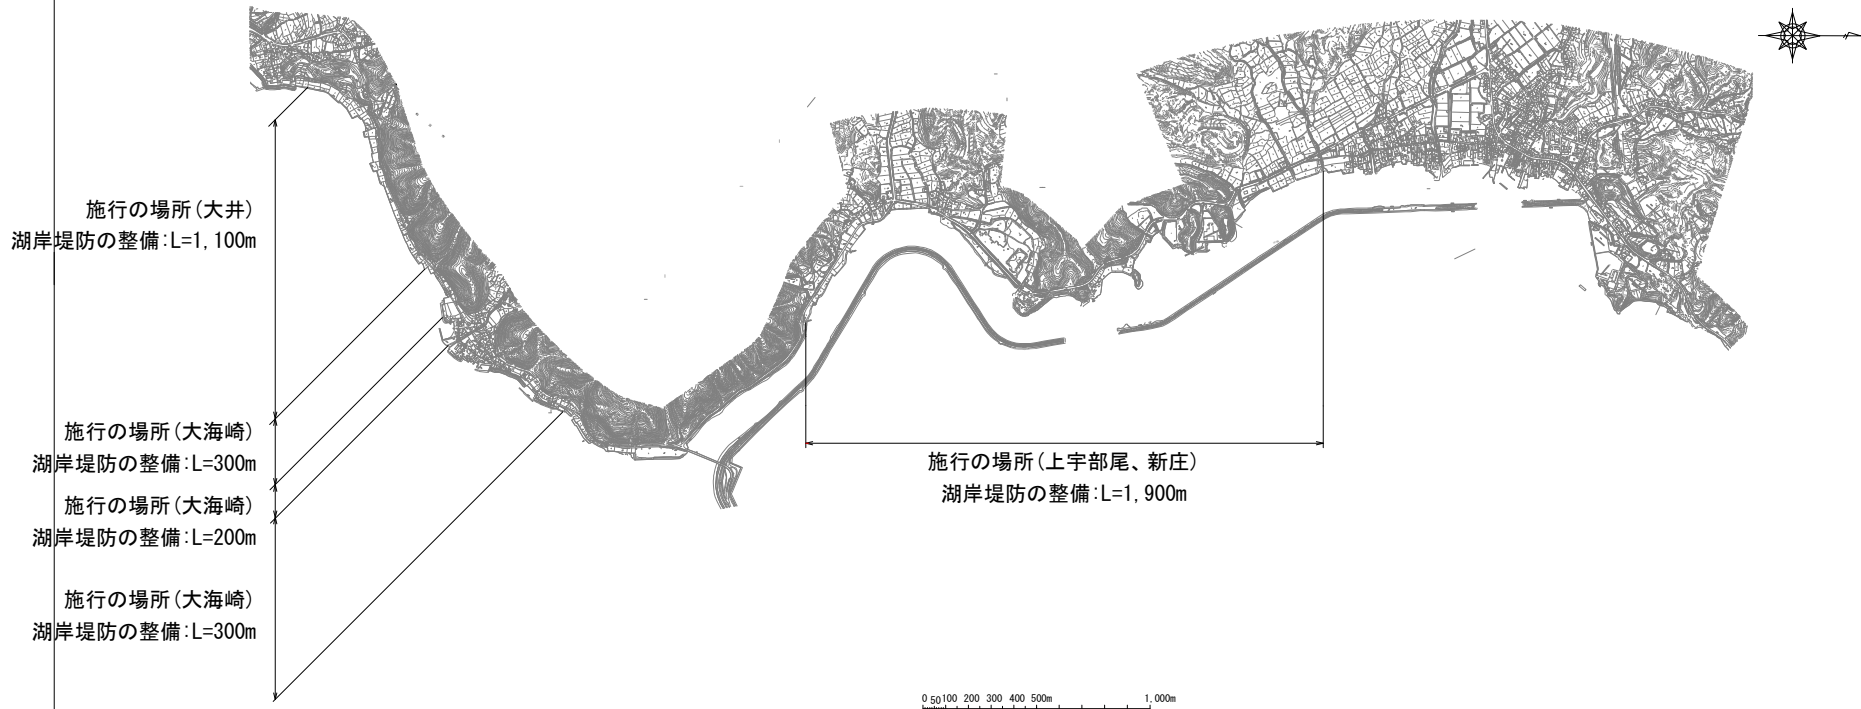 施行の場所(大井)
湖岸堤防の整備:L=1,100m
施行の場所(大海崎)
湖岸堤防の整備:L=300m
施行の場所(大海崎)
湖岸堤防の整備:L=200m
施行の場所(大海崎)
湖岸堤防の整備:L=300m
施行の場所(上宇部尾、新庄)
湖岸堤防の整備:L=1,900m
0 50 100 200 300 400 500m 1,000m